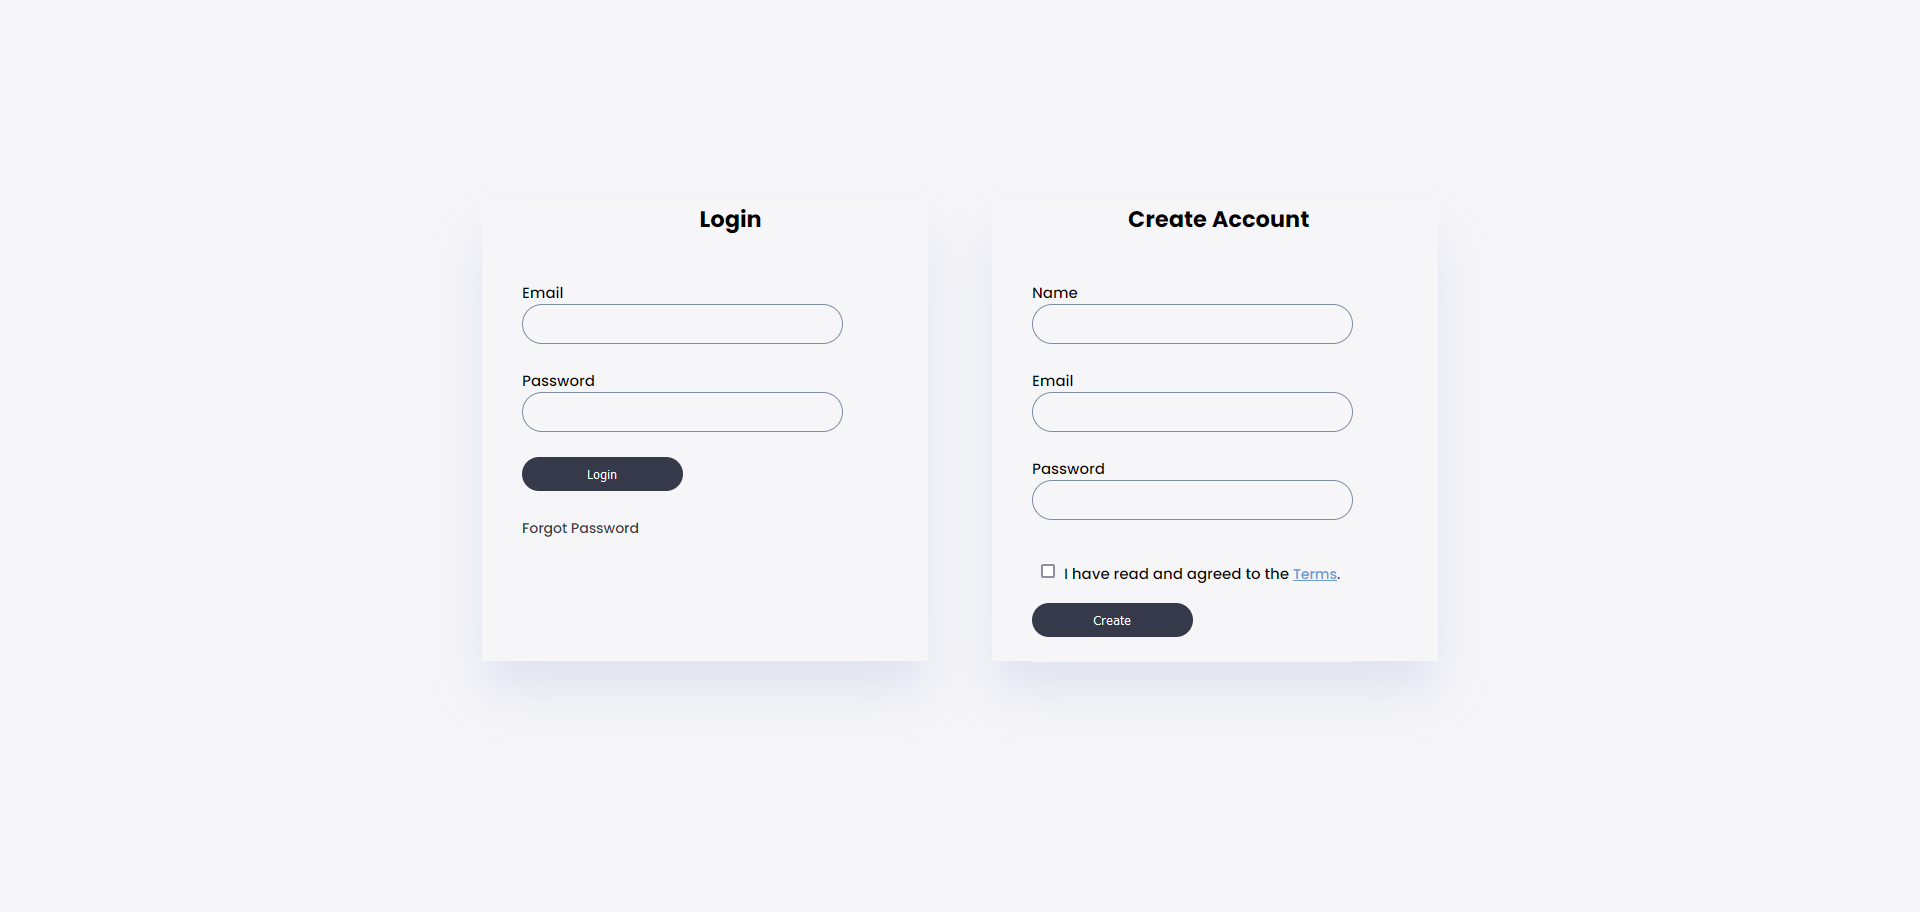 Login
Email
Password
Login
Forgot Password
Create Account
Name
Email
Password
I have read and agreed to the Terms.
Create